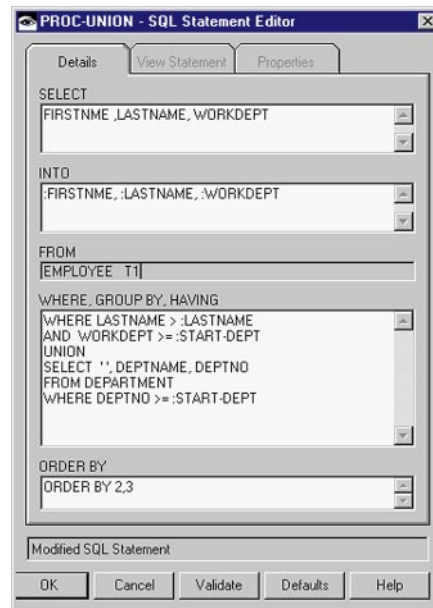 PROC-UNION - SQL Statement Editor
Details View Statement Properties
SELECT
FIRSTNME ,LASTNAME, WORKDEPT
INTO
:FIRSTNME, :LASTNAME, :WORKDEPT
FROM
EMPLOYEE T1
WHERE, GROUP BY, HAVING
WHERE LASTNAME > :LASTNAME
AND WORKDEPT >= :START-DEPT
UNION
SELECT ' ', DEPTNAME, DEPTNO
FROM DEPARTMENT
WHERE DEPTNO >= :START-DEPT
ORDER BY
ORDER BY 2,3
Modified SQL Statement
OK Cancel Validate Defaults Help